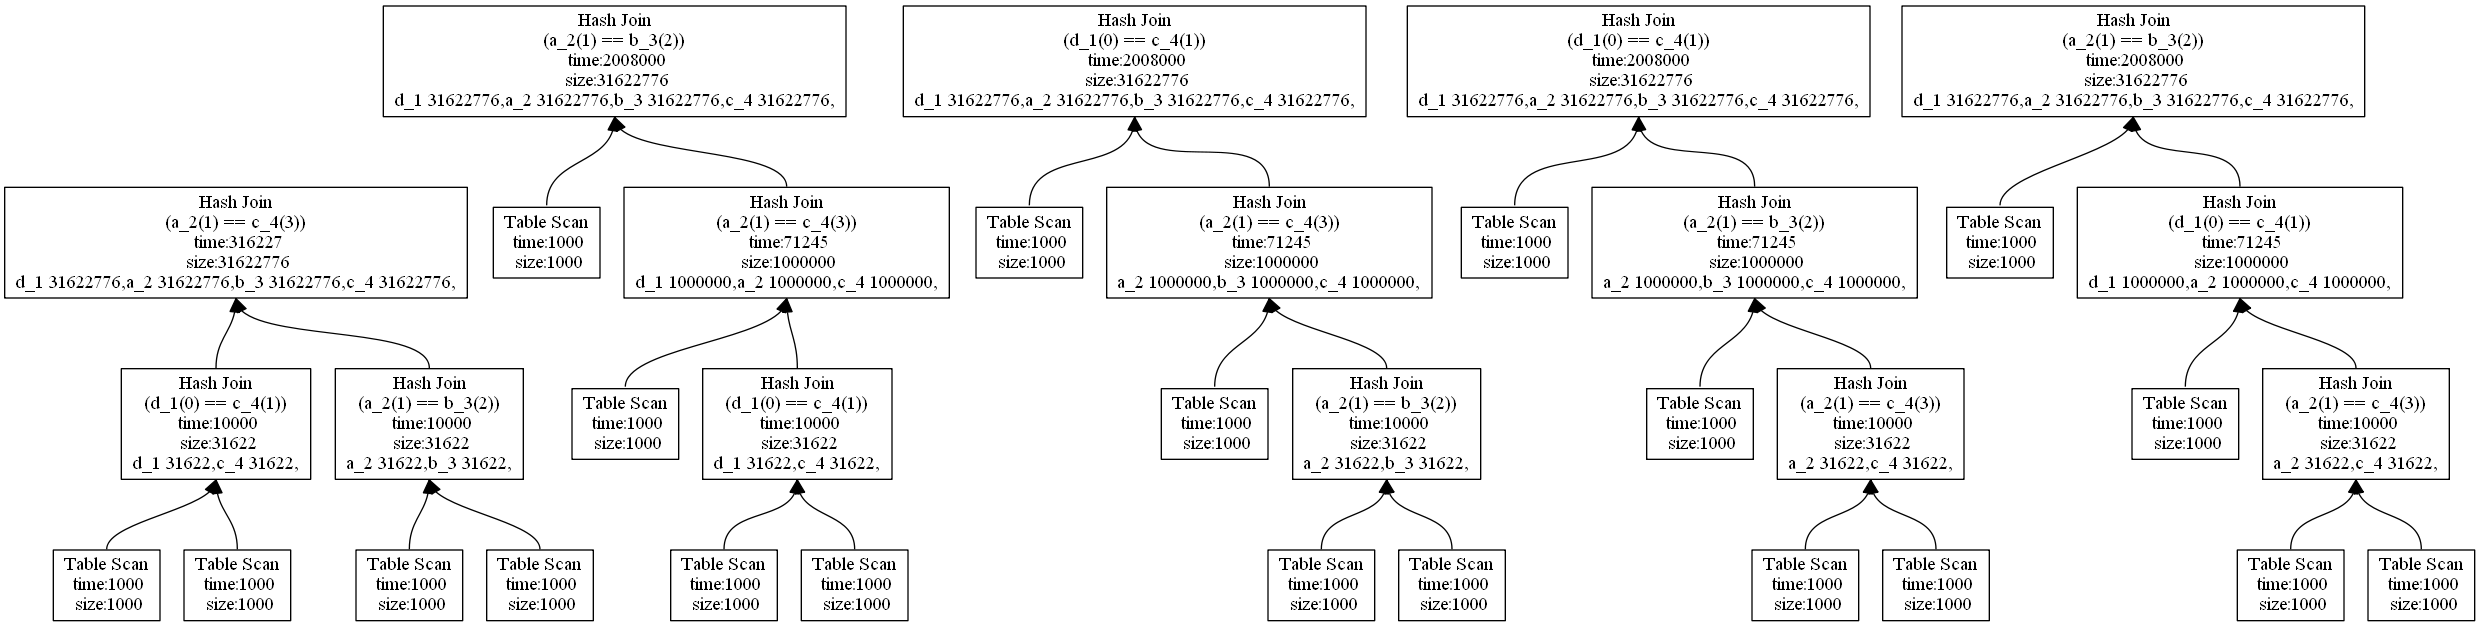 Hash Join
(a_2(1) == b_3(2))
time:2008000
size:31622776
d_1 31622776,a_2 31622776,b_3 31622776,c_4 31622776,
Hash Join
(d_1(0) == c_4(1))
time:2008000
size:31622776
d_1 31622776,a_2 31622776,b_3 31622776,c_4 31622776,
Hash Join
(d_1(0) == c_4(1))
time:2008000
size:31622776
d_1 31622776,a_2 31622776,b_3 31622776,c_4 31622776,
Hash Join
(a_2(1) == b_3(2))
time:2008000
size:31622776
d_1 31622776,a_2 31622776,b_3 31622776,c_4 31622776,
Hash Join
(a_2(1) == c_4(3))
time:316227
size:31622776
d_1 31622776,a_2 31622776,b_3 31622776,c_4 31622776,
Table Scan
time:1000
size:1000
Hash Join
(a_2(1) == c_4(3))
time:71245
size:1000000
d_1 1000000,a_2 1000000,c_4 1000000,
Table Scan
time:1000
size:1000
Hash Join
(a_2(1) == c_4(3))
time:71245
size:1000000
a_2 1000000,b_3 1000000,c_4 1000000,
Table Scan
time:1000
size:1000
Hash Join
(a_2(1) == b_3(2))
time:71245
size:1000000
a_2 1000000,b_3 1000000,c_4 1000000,
Table Scan
time:1000
size:1000
Hash Join
(d_1(0) == c_4(1))
time:71245
size:1000000
d_1 1000000,a_2 1000000,c_4 1000000,
Hash Join
(d_1(0) == c_4(1))
time:10000
size:31622
d_1 31622,c_4 31622,
Hash Join
(a_2(1) == b_3(2))
time:10000
size:31622
a_2 31622,b_3 31622,
Table Scan
time:1000
size:1000
Hash Join
(d_1(0) == c_4(1))
time:10000
size:31622
d_1 31622,c_4 31622,
Table Scan
time:1000
size:1000
Hash Join
(a_2(1) == b_3(2))
time:10000
size:31622
a_2 31622,b_3 31622,
Table Scan
time:1000
size:1000
Hash Join
(a_2(1) == c_4(3))
time:10000
size:31622
a_2 31622,c_4 31622,
Table Scan
time:1000
size:1000
Hash Join
(a_2(1) == c_4(3))
time:10000
size:31622
a_2 31622,c_4 31622,
Table Scan
time:1000
size:1000
Table Scan
time:1000
size:1000
Table Scan
time:1000
size:1000
Table Scan
time:1000
size:1000
Table Scan
time:1000
size:1000
Table Scan
time:1000
size:1000
Table Scan
time:1000
size:1000
Table Scan
time:1000
size:1000
Table Scan
time:1000
size:1000
Table Scan
time:1000
size:1000
Table Scan
time:1000
size:1000
Table Scan
time:1000
size:1000